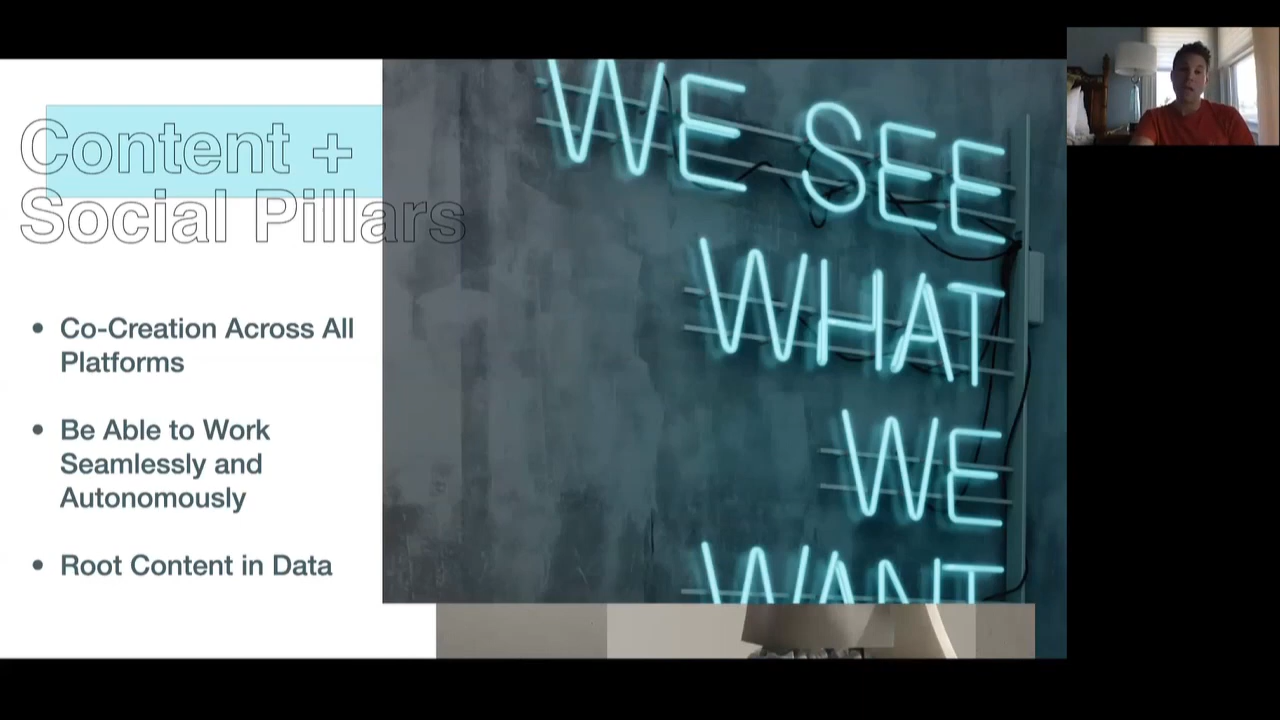 Content +
Social Pillars
• Co-Creation Across All
Platforms
• Be Able to Work
Seamlessly and
Autonomously
• Root Content in Data
WE SEE
WHAT
WE
WANT